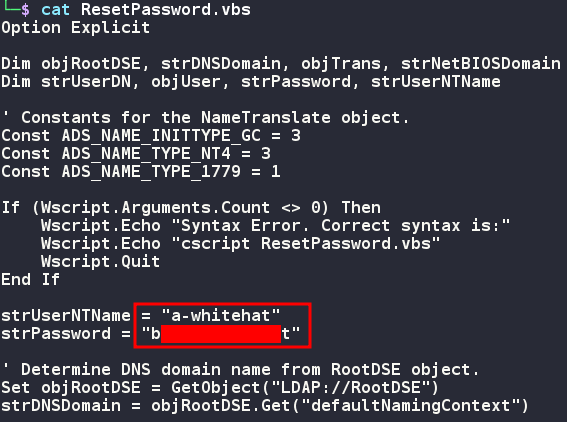 └─$ cat ResetPassword.vbs
Option Explicit
Dim objRootDSE, strDNSDomain, objTrans, strNetBIOSDomain
Dim strUserDN, objUser, strPassword, strUserNTName
' Constants for the NameTranslate object.
Const ADS_NAME_INITTYPE_GC = 3
Const ADS_NAME_TYPE_NT4 = 3
Const ADS_NAME_TYPE_1779 = 1
If (Wscript.Arguments.Count <> 0) Then
    Wscript.Echo "Syntax Error. Correct syntax is:"
    Wscript.Echo "cscript ResetPassword.vbs"
    Wscript.Quit
End If
strUserNTName = "a-whitehat"
strPassword = "b t"
' Determine DNS domain name from RootDSE object.
Set objRootDSE = GetObject("LDAP://RootDSE")
strDNSDomain = objRootDSE.Get("defaultNamingContext")